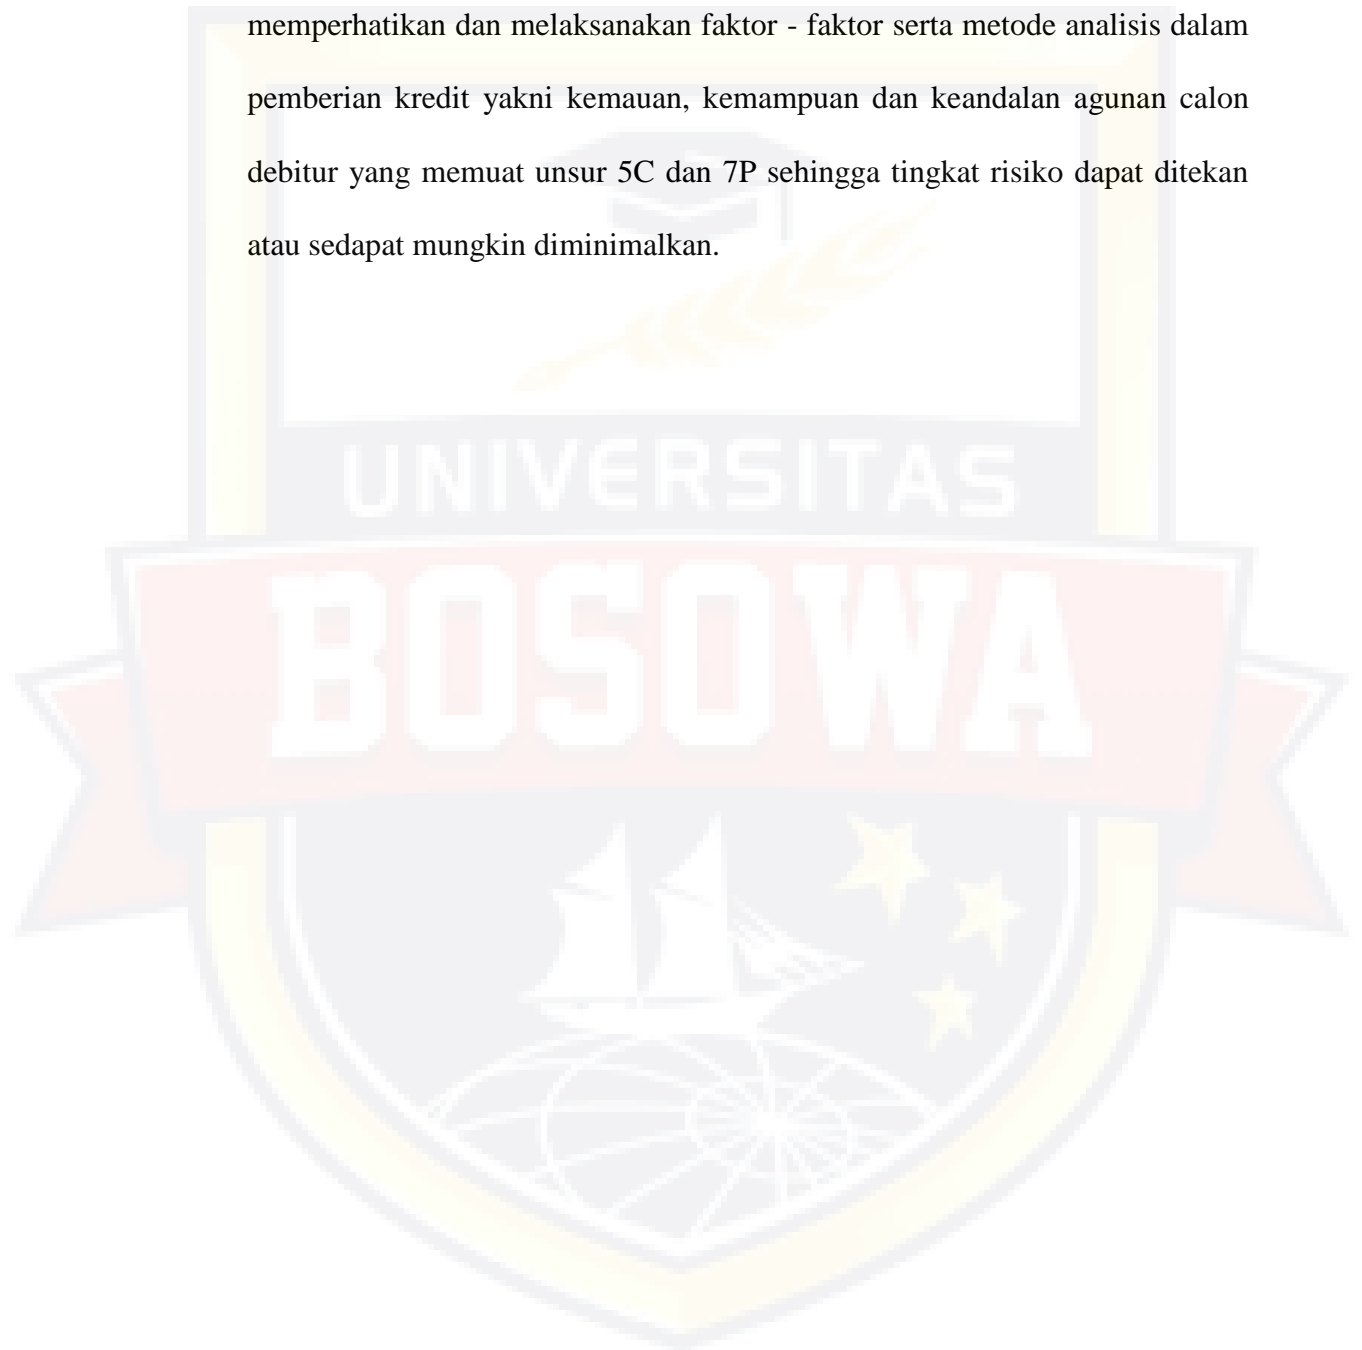 memperhatikan dan melaksanakan faktor - faktor serta metode analisis dalam
pemberian kredit yakni kemauan, kemampuan dan keandalan agunan calon
debitur yang memuat unsur 5C dan 7P sehingga tingkat risiko dapat ditekan
atau sedapat mungkin diminimalkan.
UNIVERSITAS
BOSOWA